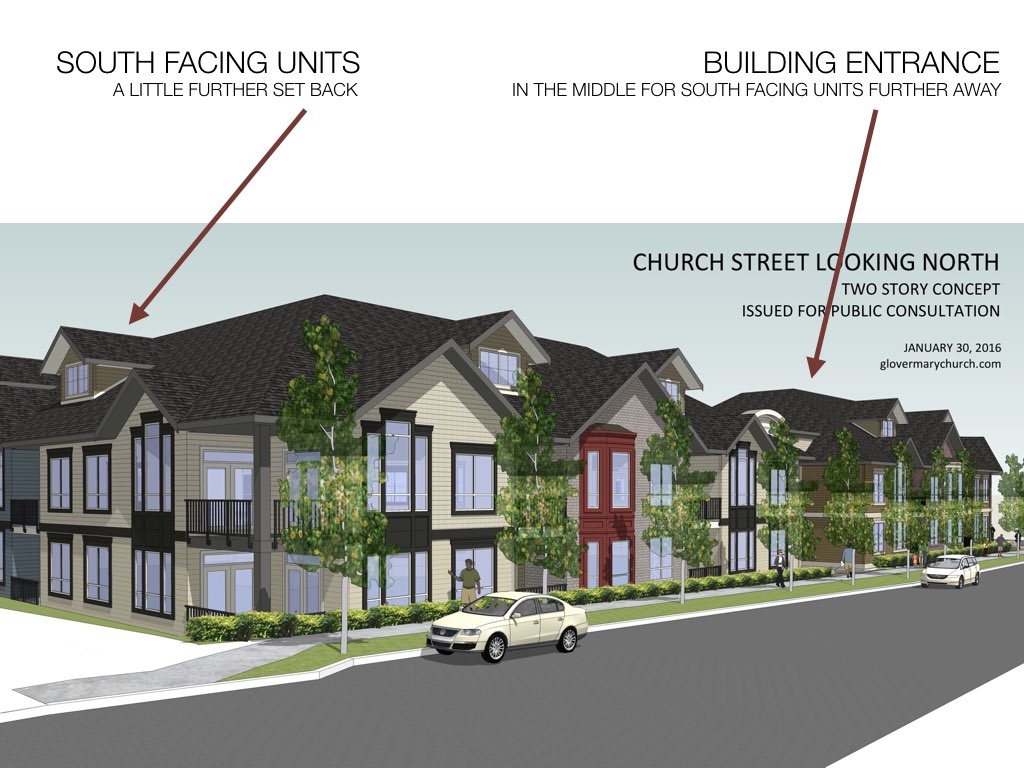 SOUTH FACING UNITS
A LITTLE FURTHER SET BACK
BUILDING ENTRANCE
IN THE MIDDLE FOR SOUTH FACING UNITS FURTHER AWAY
CHURCH STREET LOOKING NORTH
TWO STORY CONCEPT
ISSUED FOR PUBLIC CONSULTATION
JANUARY 30, 2016
glovermarychurch.com